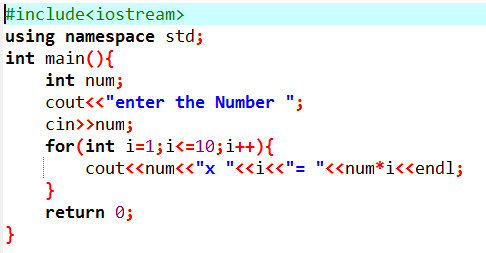 #include<iostream>
using namespace std;
int main(){
    int num;
    cout<<"enter the Number ";
    cin>>num;
    for(int i=1;i<=10;i++){
        cout<<num<<"x "<<i<<"= "<<num*i<<endl;
    }
    return 0;
}